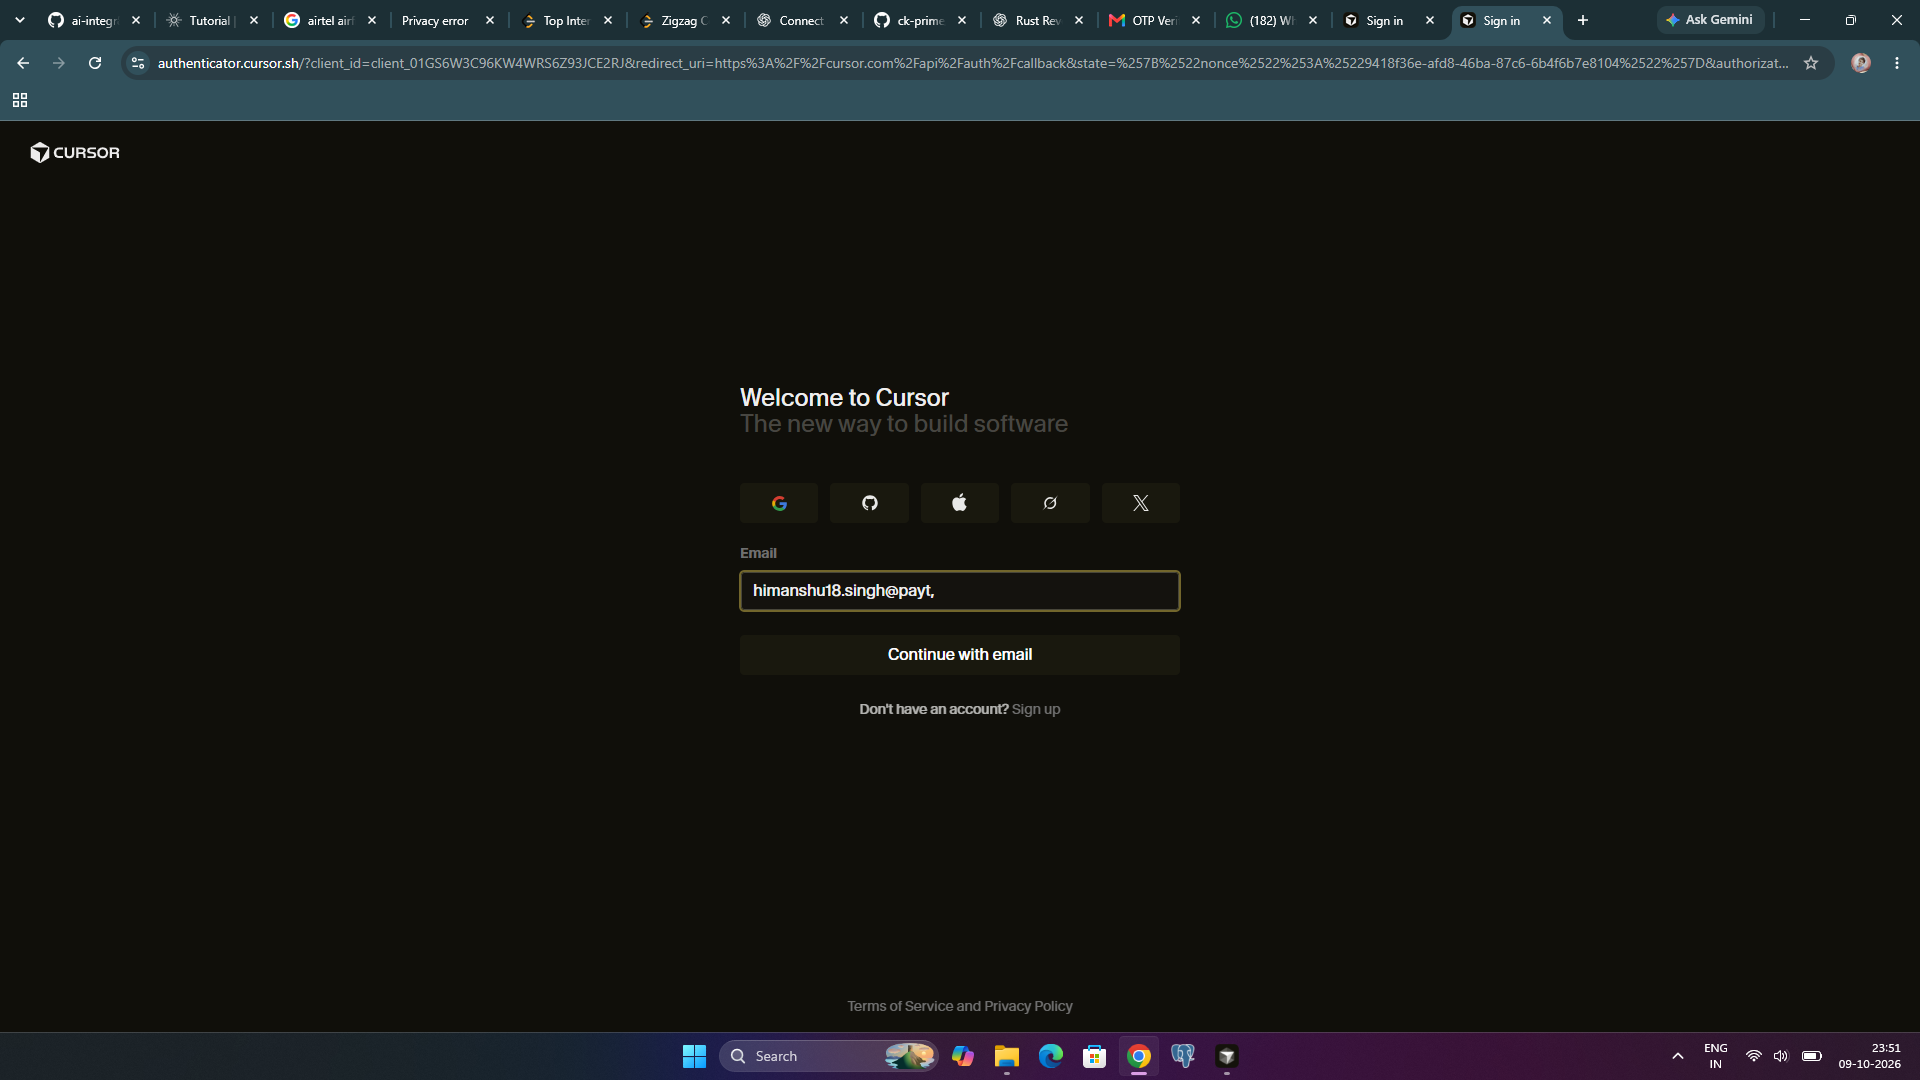 ai-integr
Tutorial
airtel airf
Privacy error
Top Inter
Zigzag C
Connect
ck-prime
Rust Rev
OTP Veri
(182) Wh
Sign in
Sign in
Ask Gemini
authenticator.cursor.sh/?client_id=client_01GS6W3C96KW4WRS6Z93JCE2RJ&redirect_uri=https%3A%2F%2Fcursor.com%2Fapi%2Fauth%2Fcallback&state=%257B%2522nonce%2522%253A%25229418f36e-afd8-46ba-87c6-6b4f6b7e8104%2522%257D&authorizat...
CURSOR
Welcome to Cursor
The new way to build software
Email
himanshu18.singh@payt,
Continue with email
Don't have an account? Sign up
Terms of Service and Privacy Policy
Search
ENG
IN
23:51
09-10-2026